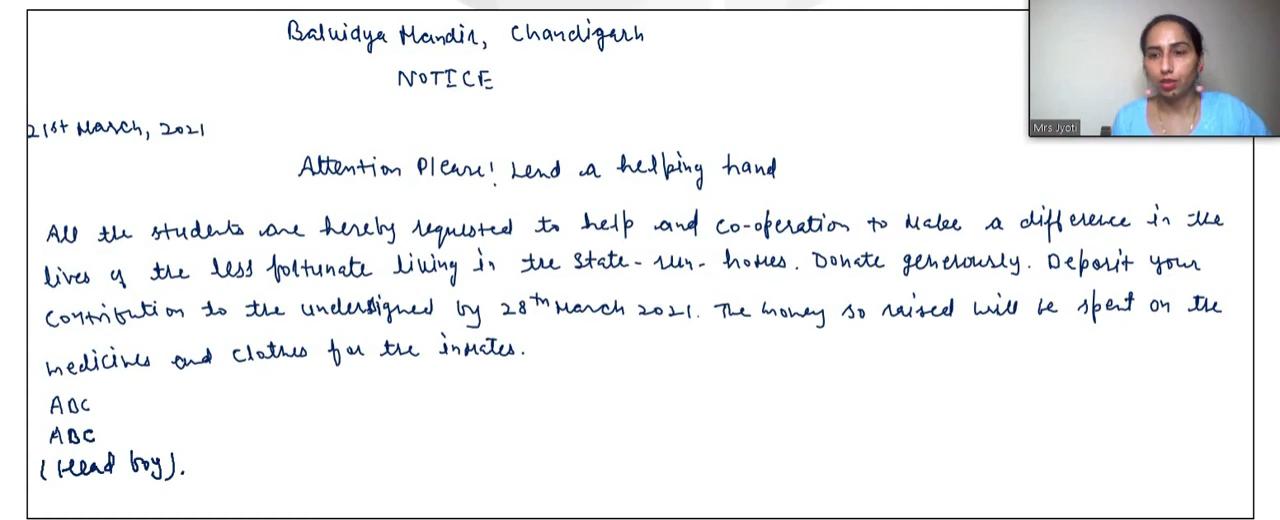 Balvidya Mandir, Chandigarh
NOTICE
21st March, 2021
Mrs Jyoti
Attention Please! Lend a helping hand
All the students are hereby requested to help and co-operation to make a difference in the
lives of the less fortunate living in the state-run-homes. Donate generously. Deposit your
contribution to the undersigned by 28th March 2021. The money so raised will be spent on the
medicines and clothes for the inmates.
ABC
ABC
(Head boy).